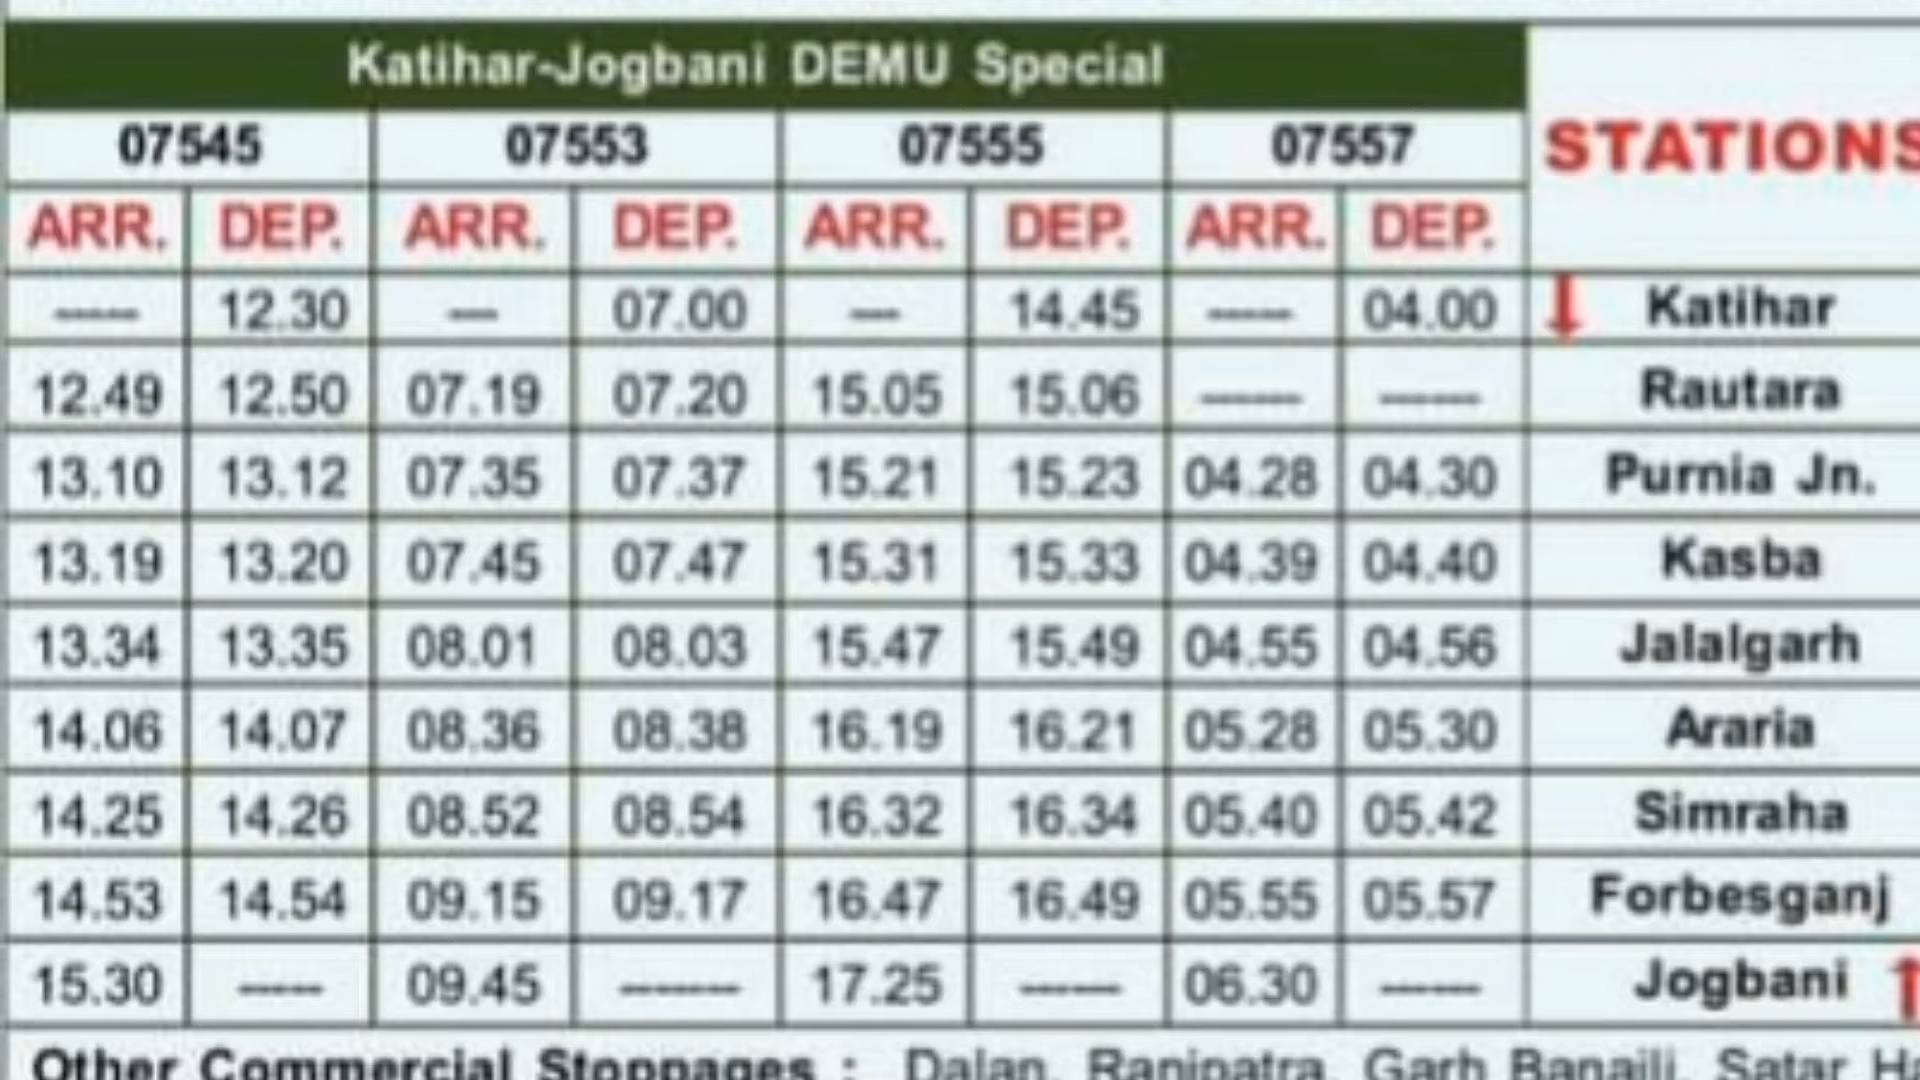 Katihar-Jogbani DEMU Special
07545 07553 07555 07557 STATIONS
ARR. DEP. ARR. DEP. ARR. DEP. ARR. DEP.
----- 12.30 --- 07.00 --- 14.45 ----- 04.00 Katihar
12.49 12.50 07.19 07.20 15.05 15.06 ------ ------ Rautara
13.10 13.12 07.35 07.37 15.21 15.23 04.28 04.30 Purnia Jn.
13.19 13.20 07.45 07.47 15.31 15.33 04.39 04.40 Kasba
13.34 13.35 08.01 08.03 15.47 15.49 04.55 04.56 Jalalgarh
14.06 14.07 08.36 08.38 16.19 16.21 05.28 05.30 Araria
14.25 14.26 08.52 08.54 16.32 16.34 05.40 05.42 Simraha
14.53 14.54 09.15 09.17 16.47 16.49 05.55 05.57 Forbesganj
15.30 ----- 09.45 ------- 17.25 ------ 06.30 ------ Jogbani
Other Commercial Stoppages : Dalan, Ranipatra, Garh Banaili, Satar Ha